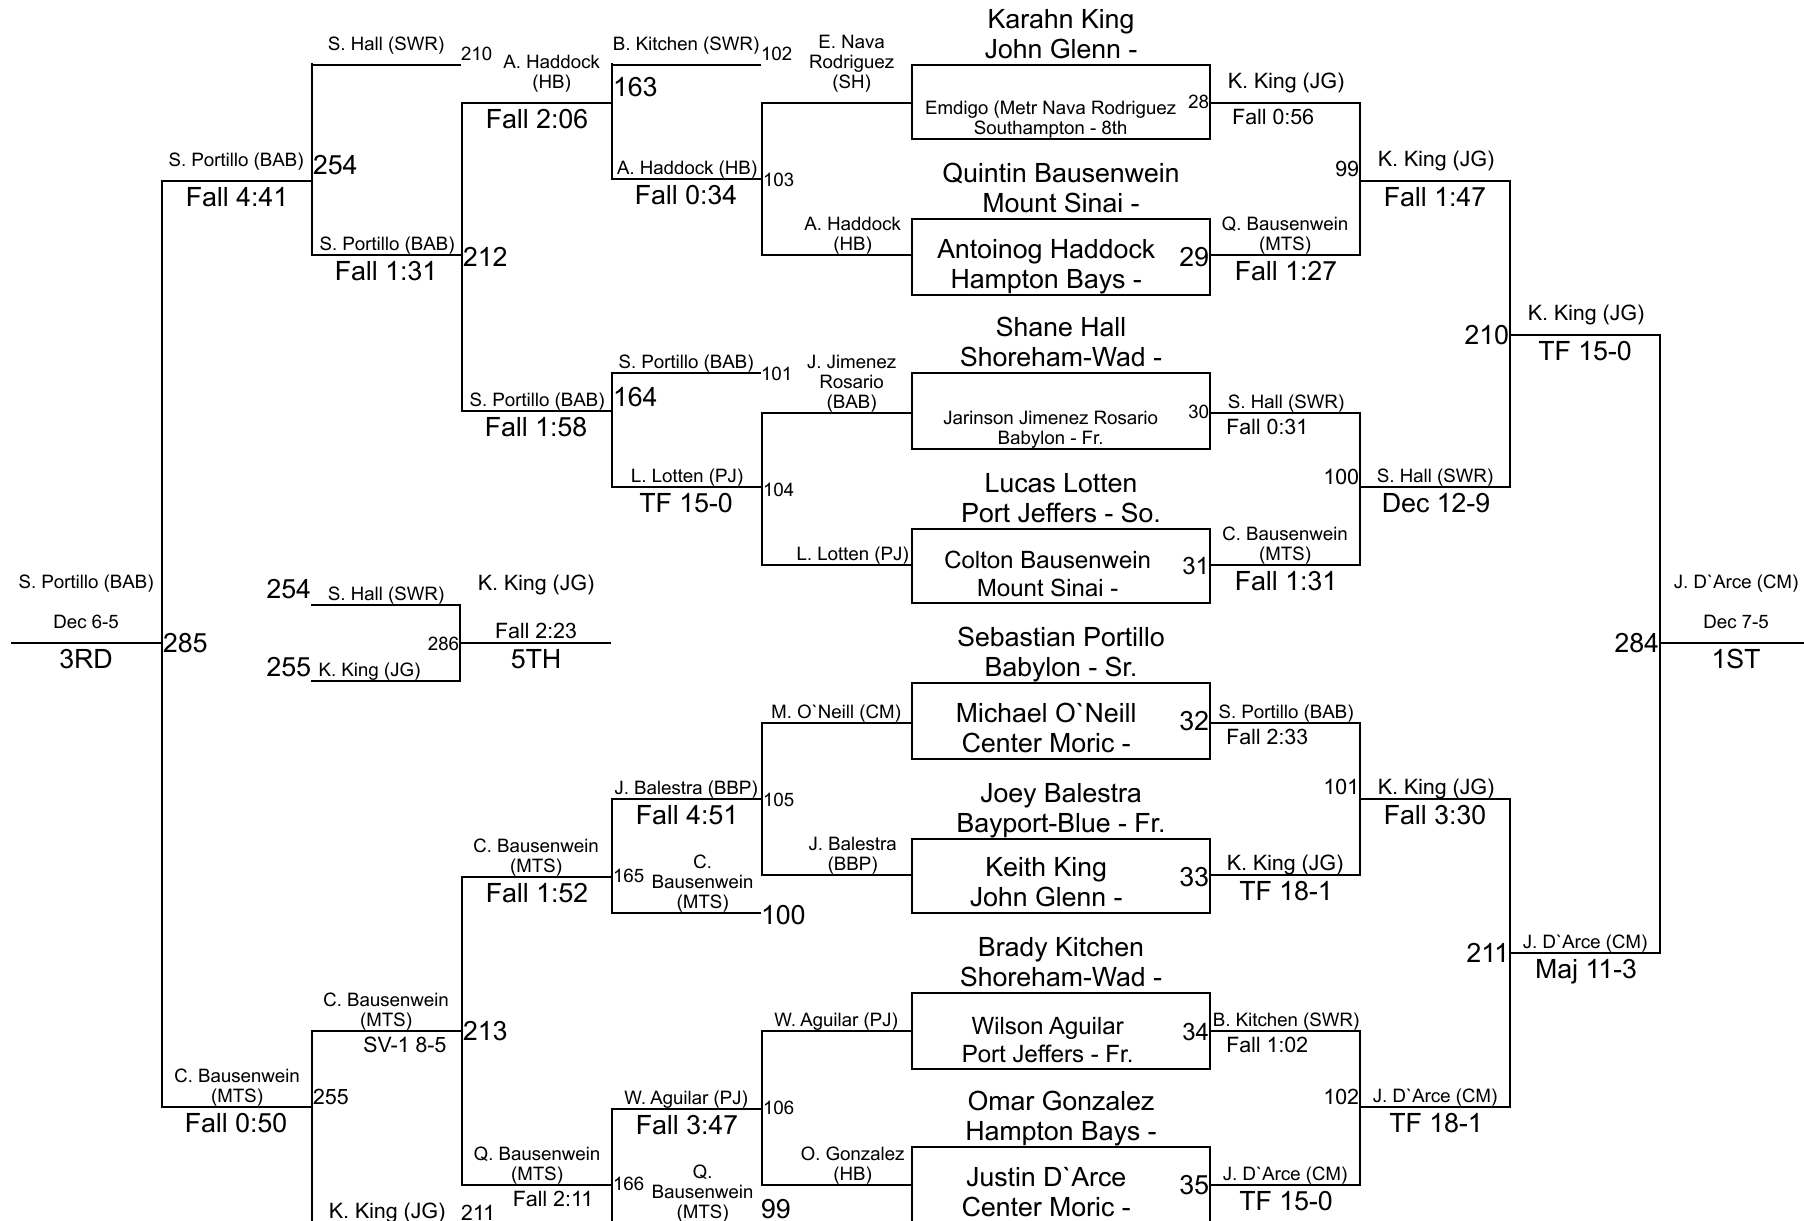 Karahn King
John Glenn -
S. Hall (SWR)
210
A. Haddock
(HB)
B. Kitchen (SWR)
102
E. Nava
Rodriguez
(SH)
163
Fall 2:06
Emdigo (Metr Nava Rodriguez
Southampton - 8th
28
K. King (JG)
Fall 0:56
S. Portillo (BAB)
254
Fall 4:41
A. Haddock (HB)
103
Fall 0:34
Quintin Bausenwein
Mount Sinai -
99
K. King (JG)
Fall 1:47
S. Portillo (BAB)
212
Fall 1:31
A. Haddock
(HB)
Antoinog Haddock
Hampton Bays -
29
Q. Bausenwein
(MTS)
Fall 1:27
Shane Hall
Shoreham-Wad -
210
K. King (JG)
TF 15-0
S. Portillo (BAB)
101
J. Jimenez
Rosario
(BAB)
S. Portillo (BAB)
164
Fall 1:58
Jarinson Jimenez Rosario
Babylon - Fr.
30
S. Hall (SWR)
Fall 0:31
L. Lotten (PJ)
104
TF 15-0
Lucas Lotten
Port Jeffers - So.
100
S. Hall (SWR)
Dec 12-9
L. Lotten (PJ)
Colton Bausenwein
Mount Sinai -
31
C. Bausenwein
(MTS)
Fall 1:31
S. Portillo (BAB)
Dec 6-5
3RD
285
254
S. Hall (SWR)
K. King (JG)
286
Fall 2:23
5TH
255
K. King (JG)
J. D`Arce (CM)
Dec 7-5
1ST
284
Sebastian Portillo
Babylon - Sr.
M. O`Neill (CM)
Michael O`Neill
Center Moric -
32
S. Portillo (BAB)
Fall 2:33
J. Balestra (BBP)
105
Fall 4:51
Joey Balestra
Bayport-Blue - Fr.
101
K. King (JG)
Fall 3:30
C. Bausenwein
(MTS)
165
Fall 1:52
C.
Bausenwein
(MTS)
100
J. Balestra
(BBP)
Keith King
John Glenn -
33
K. King (JG)
TF 18-1
Brady Kitchen
Shoreham-Wad -
211
J. D`Arce (CM)
Maj 11-3
C. Bausenwein
(MTS)
213
SV-1 8-5
W. Aguilar (PJ)
Wilson Aguilar
Port Jeffers - Fr.
34
B. Kitchen (SWR)
Fall 1:02
C. Bausenwein
(MTS)
255
Fall 0:50
W. Aguilar (PJ)
106
Fall 3:47
Omar Gonzalez
Hampton Bays -
102
J. D`Arce (CM)
TF 18-1
Q. Bausenwein
(MTS)
166
Fall 2:11
Q.
Bausenwein
(MTS)
99
O. Gonzalez
(HB)
Justin D`Arce
Center Moric -
35
J. D`Arce (CM)
TF 15-0
K. King (JG)
211